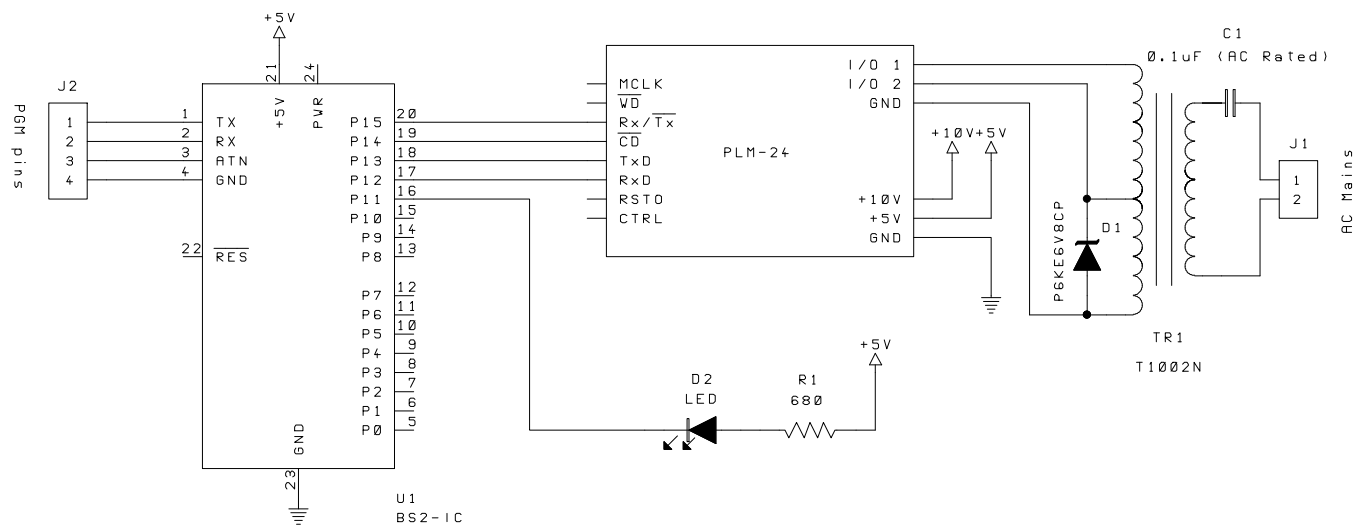 +5V
21
24
J2
PGM pins
1
2
3
4
1
2
3
4
TX
RX
ATN
GND
+5V
PWR
22
RES
P15 20
P14 19
P13 18
P12 17
P11 16
P10 15
P9 14
P8 13
P7 12
P6 11
P5 10
P4 9
P3 8
P2 7
P1 6
P0 5
GND
23
U1
BS2-IC
MCLK
WD
Rx/Tx
CD
TxD
RxD
RSTO
CTRL
PLM-24
I/O 1
I/O 2
GND
+10V
+5V
GND
+10V+5V
D1
P6KE6V8CP
TR1
T1002N
C1
0.1uF (AC Rated)
J1
1
2
AC Mains
D2
LED
R1
680
+5V